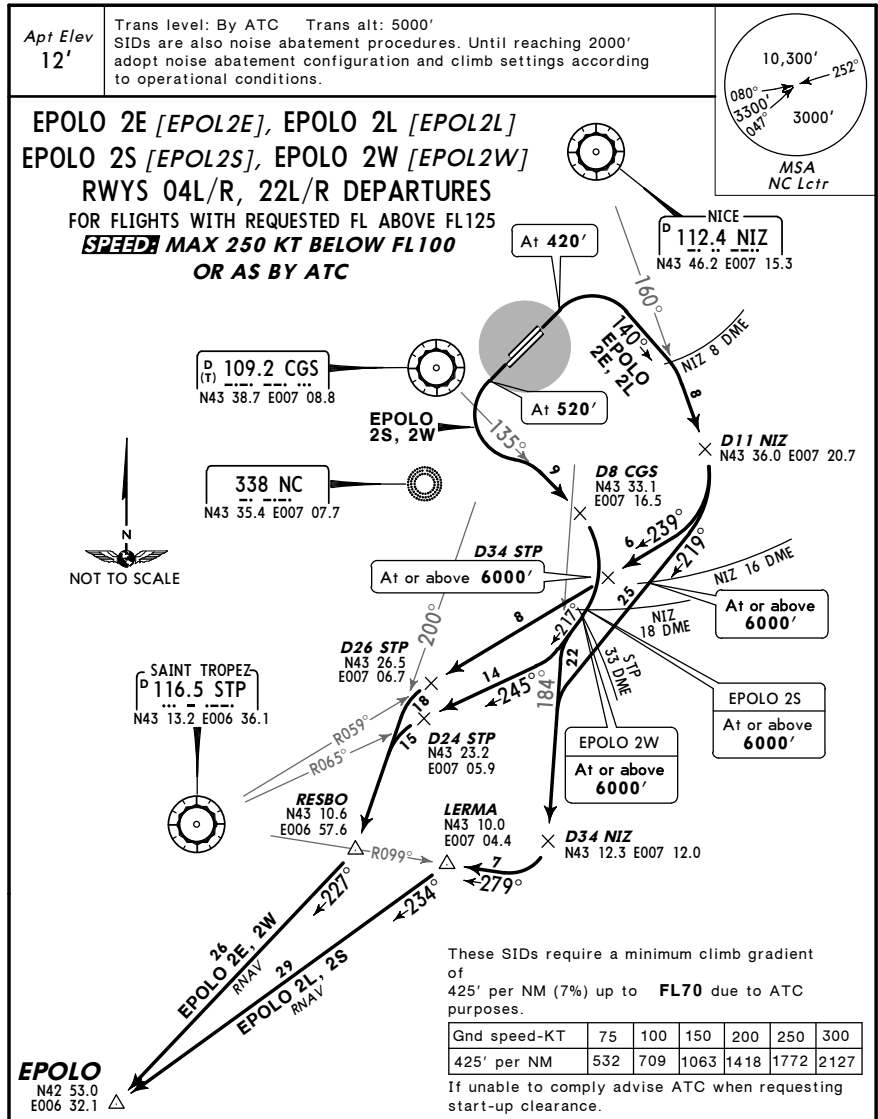 Apt Elev
12'
Trans level: By ATC Trans alt: 5000'
SIDs are also noise abatement procedures. Until reaching 2000'
adopt noise abatement configuration and climb settings according
to operational conditions.
10,300'
252°
080°
3300'
047°
3000'
MSA
NC Lctr
EPOLO 2E [EPOL2E], EPOLO 2L [EPOL2L]
EPOLO 2S [EPOL2S], EPOLO 2W [EPOL2W]
RWYS 04L/R, 22L/R DEPARTURES
FOR FLIGHTS WITH REQUESTED FL ABOVE FL125
SPEED: MAX 250 KT BELOW FL100
OR AS BY ATC
NICE
D 112.4 NIZ
N43 46.2 E007 15.3
At 420'
160°
140°
EPOLO
2E, 2L
NIZ 8 DME
8
D
(T) 109.2 CGS
N43 38.7 E007 08.8
At 520'
EPOLO
2S, 2W
135°
9
D11 NIZ
N43 36.0 E007 20.7
D8 CGS
N43 33.1
E007 16.5
338 NC
N43 35.4 E007 07.7
N
NOT TO SCALE
D34 STP
At or above 6000'
6
239°
219°
NIZ 16 DME
25
At or above
6000'
NIZ
18 DME
STP
33 DME
217°
22
184°
8
200°
D26 STP
N43 26.5
E007 06.7
14
245°
18
15
D24 STP
N43 23.2
E007 05.9
SAINT TROPEZ
D 116.5 STP
N43 13.2 E006 36.1
R059°
R065°
EPOLO 2S
At or above
6000'
EPOLO 2W
At or above
6000'
RESBO
N43 10.6
E006 57.6
LERMA
N43 10.0
E007 04.4
D34 NIZ
N43 12.3 E007 12.0
R099°
7
279°
227°
234°
26
EPOLO 2E, 2W
RNAV
29
EPOLO 2L, 2S
RNAV
EPOLO
N42 53.0
E006 32.1
These SIDs require a minimum climb gradient
of
425' per NM (7%) up to FL70 due to ATC
purposes.
Gnd speed-KT 75 100 150 200 250 300
425' per NM 532 709 1063 1418 1772 2127
If unable to comply advise ATC when requesting
start-up clearance.